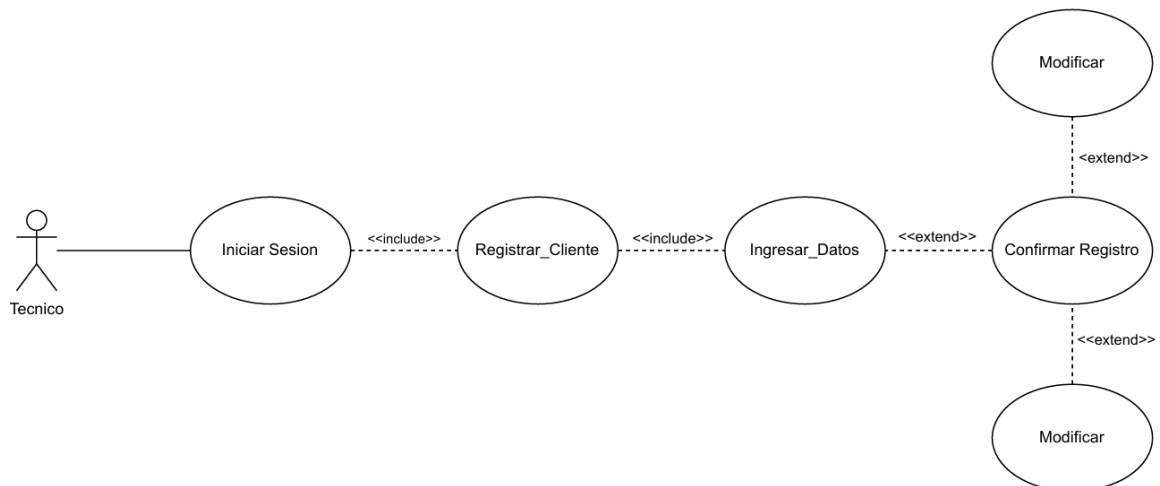 Modificar
<extend>>
Tecnico
Iniciar Sesion
<<include>>
Registrar_Cliente
<<include>>
Ingresar_Datos
<<extend>>
Confirmar Registro
<<extend>>
Modificar